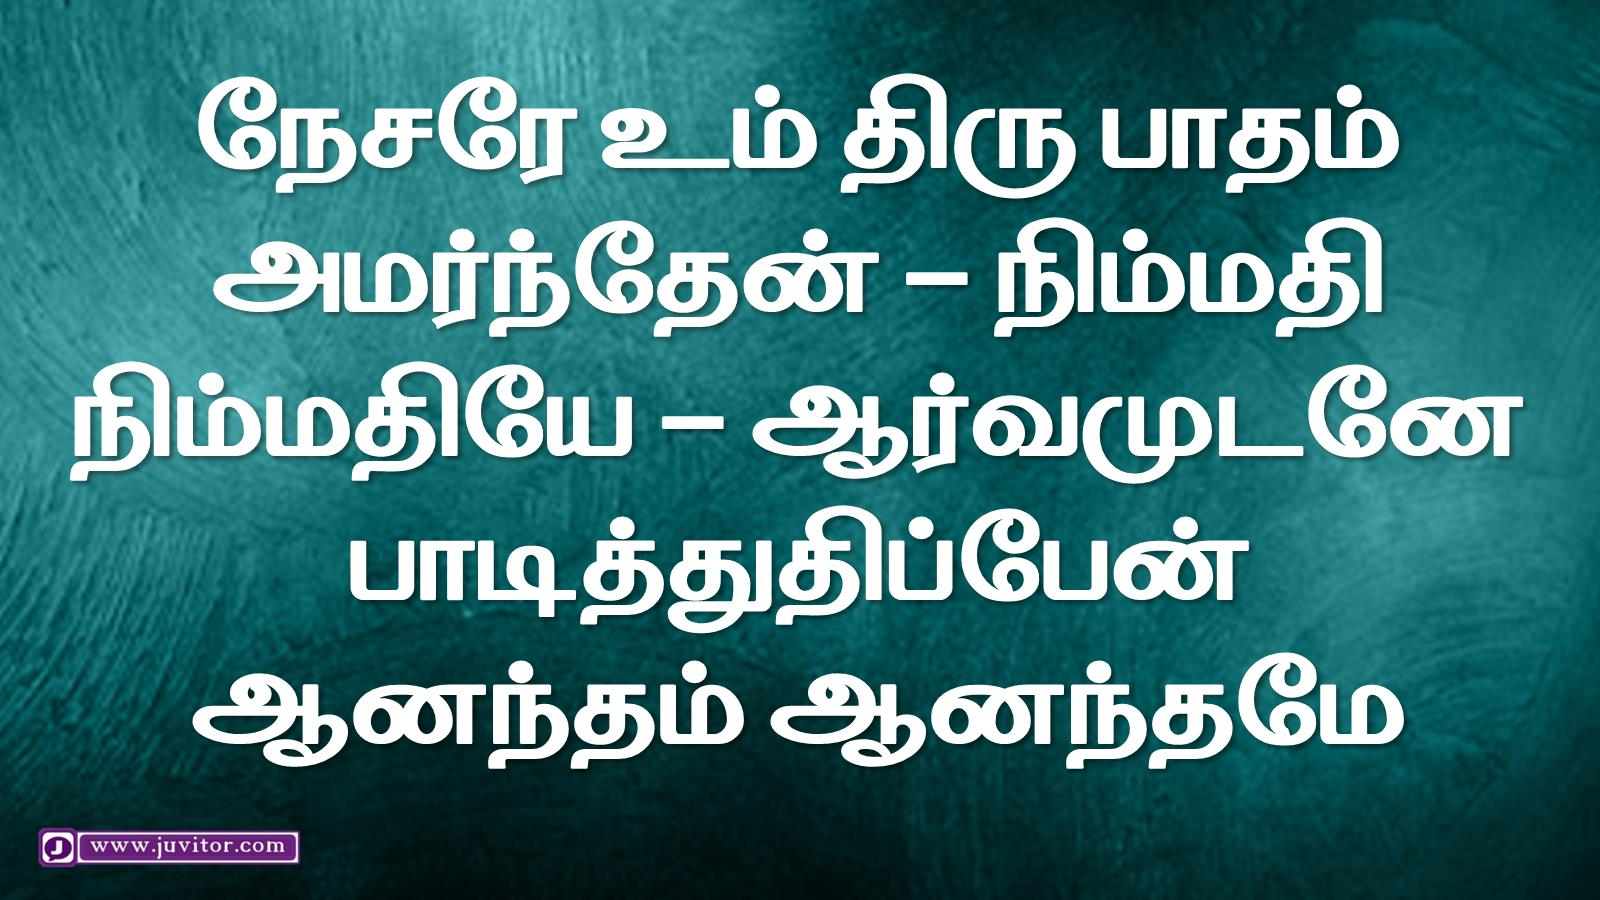 நேசரே உம் திரு பாதம்
அமர்ந்தேன் – நிம்மதி
நிம்மதியே – ஆர்வமுடனே
பாடித்துதிப்பேன்
ஆனந்தம் ஆனந்தமே
J www.juvitor.com